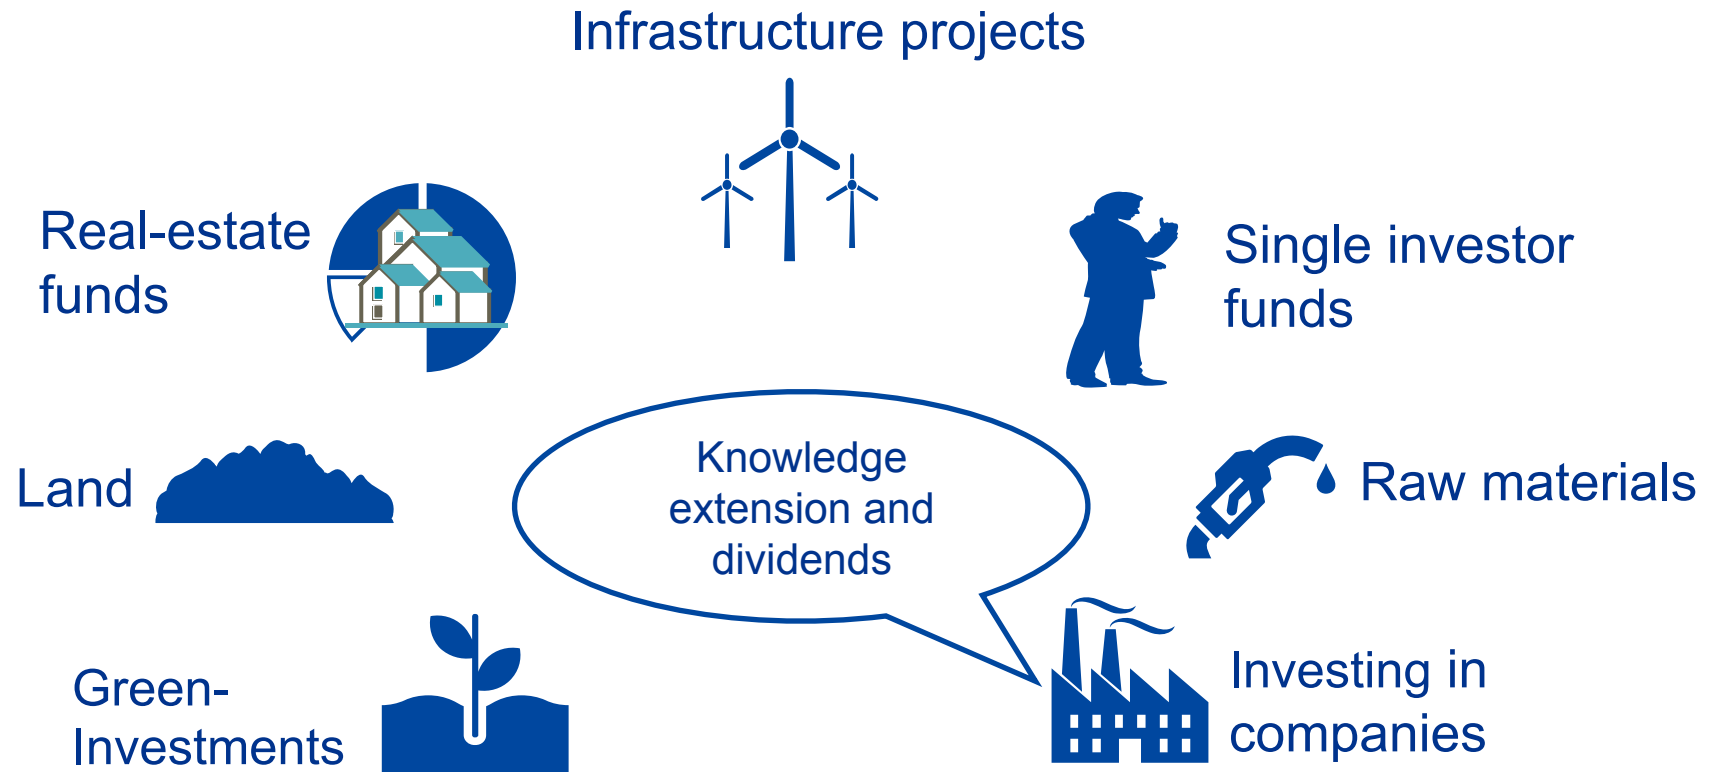 Infrastructure projects
Real-estate
funds
Single investor
funds
Land
Knowledge
extension and
dividends
Raw materials
Green-
Investments
Investing in
companies